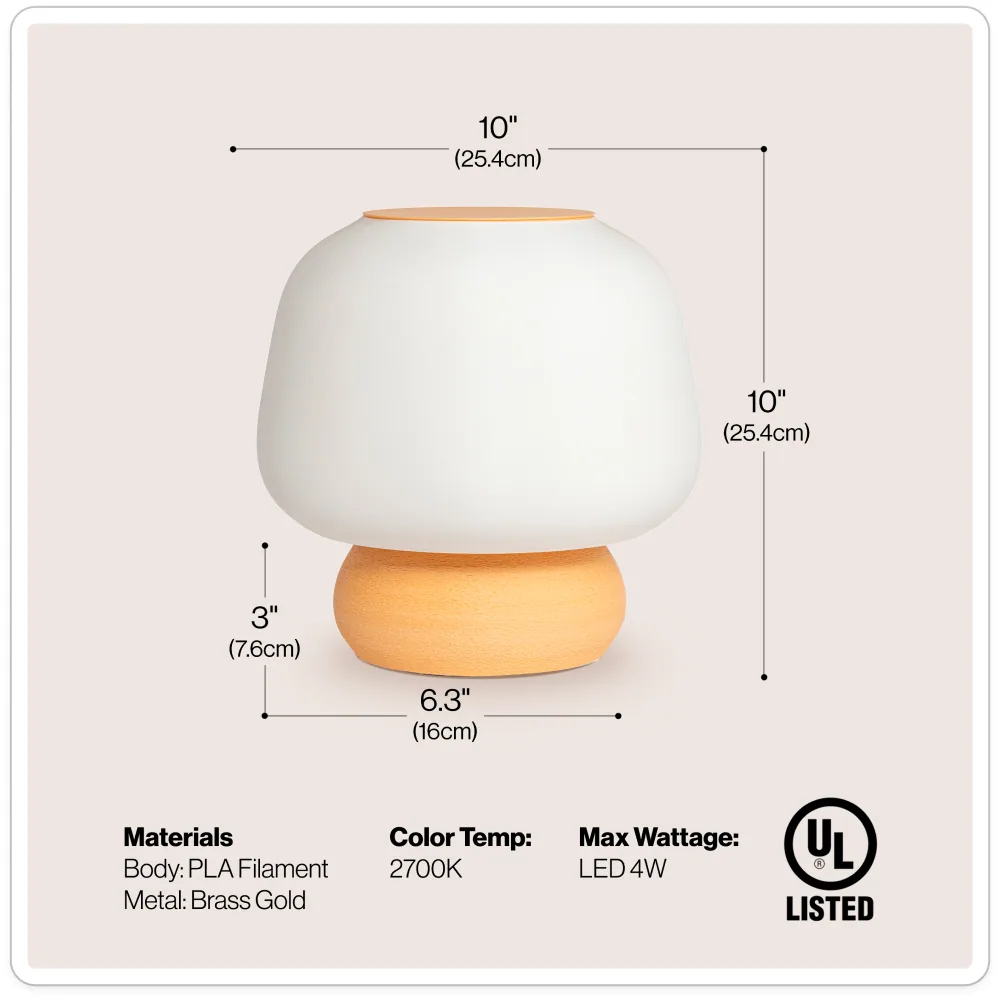 10"
(25.4cm)
10"
(25.4cm)
3"
(7.6cm)
6.3"
(16cm)
Materials
Body: PLA Filament
Metal: Brass Gold
Color Temp:
2700K
Max Wattage:
LED 4W
UL
®
LISTED